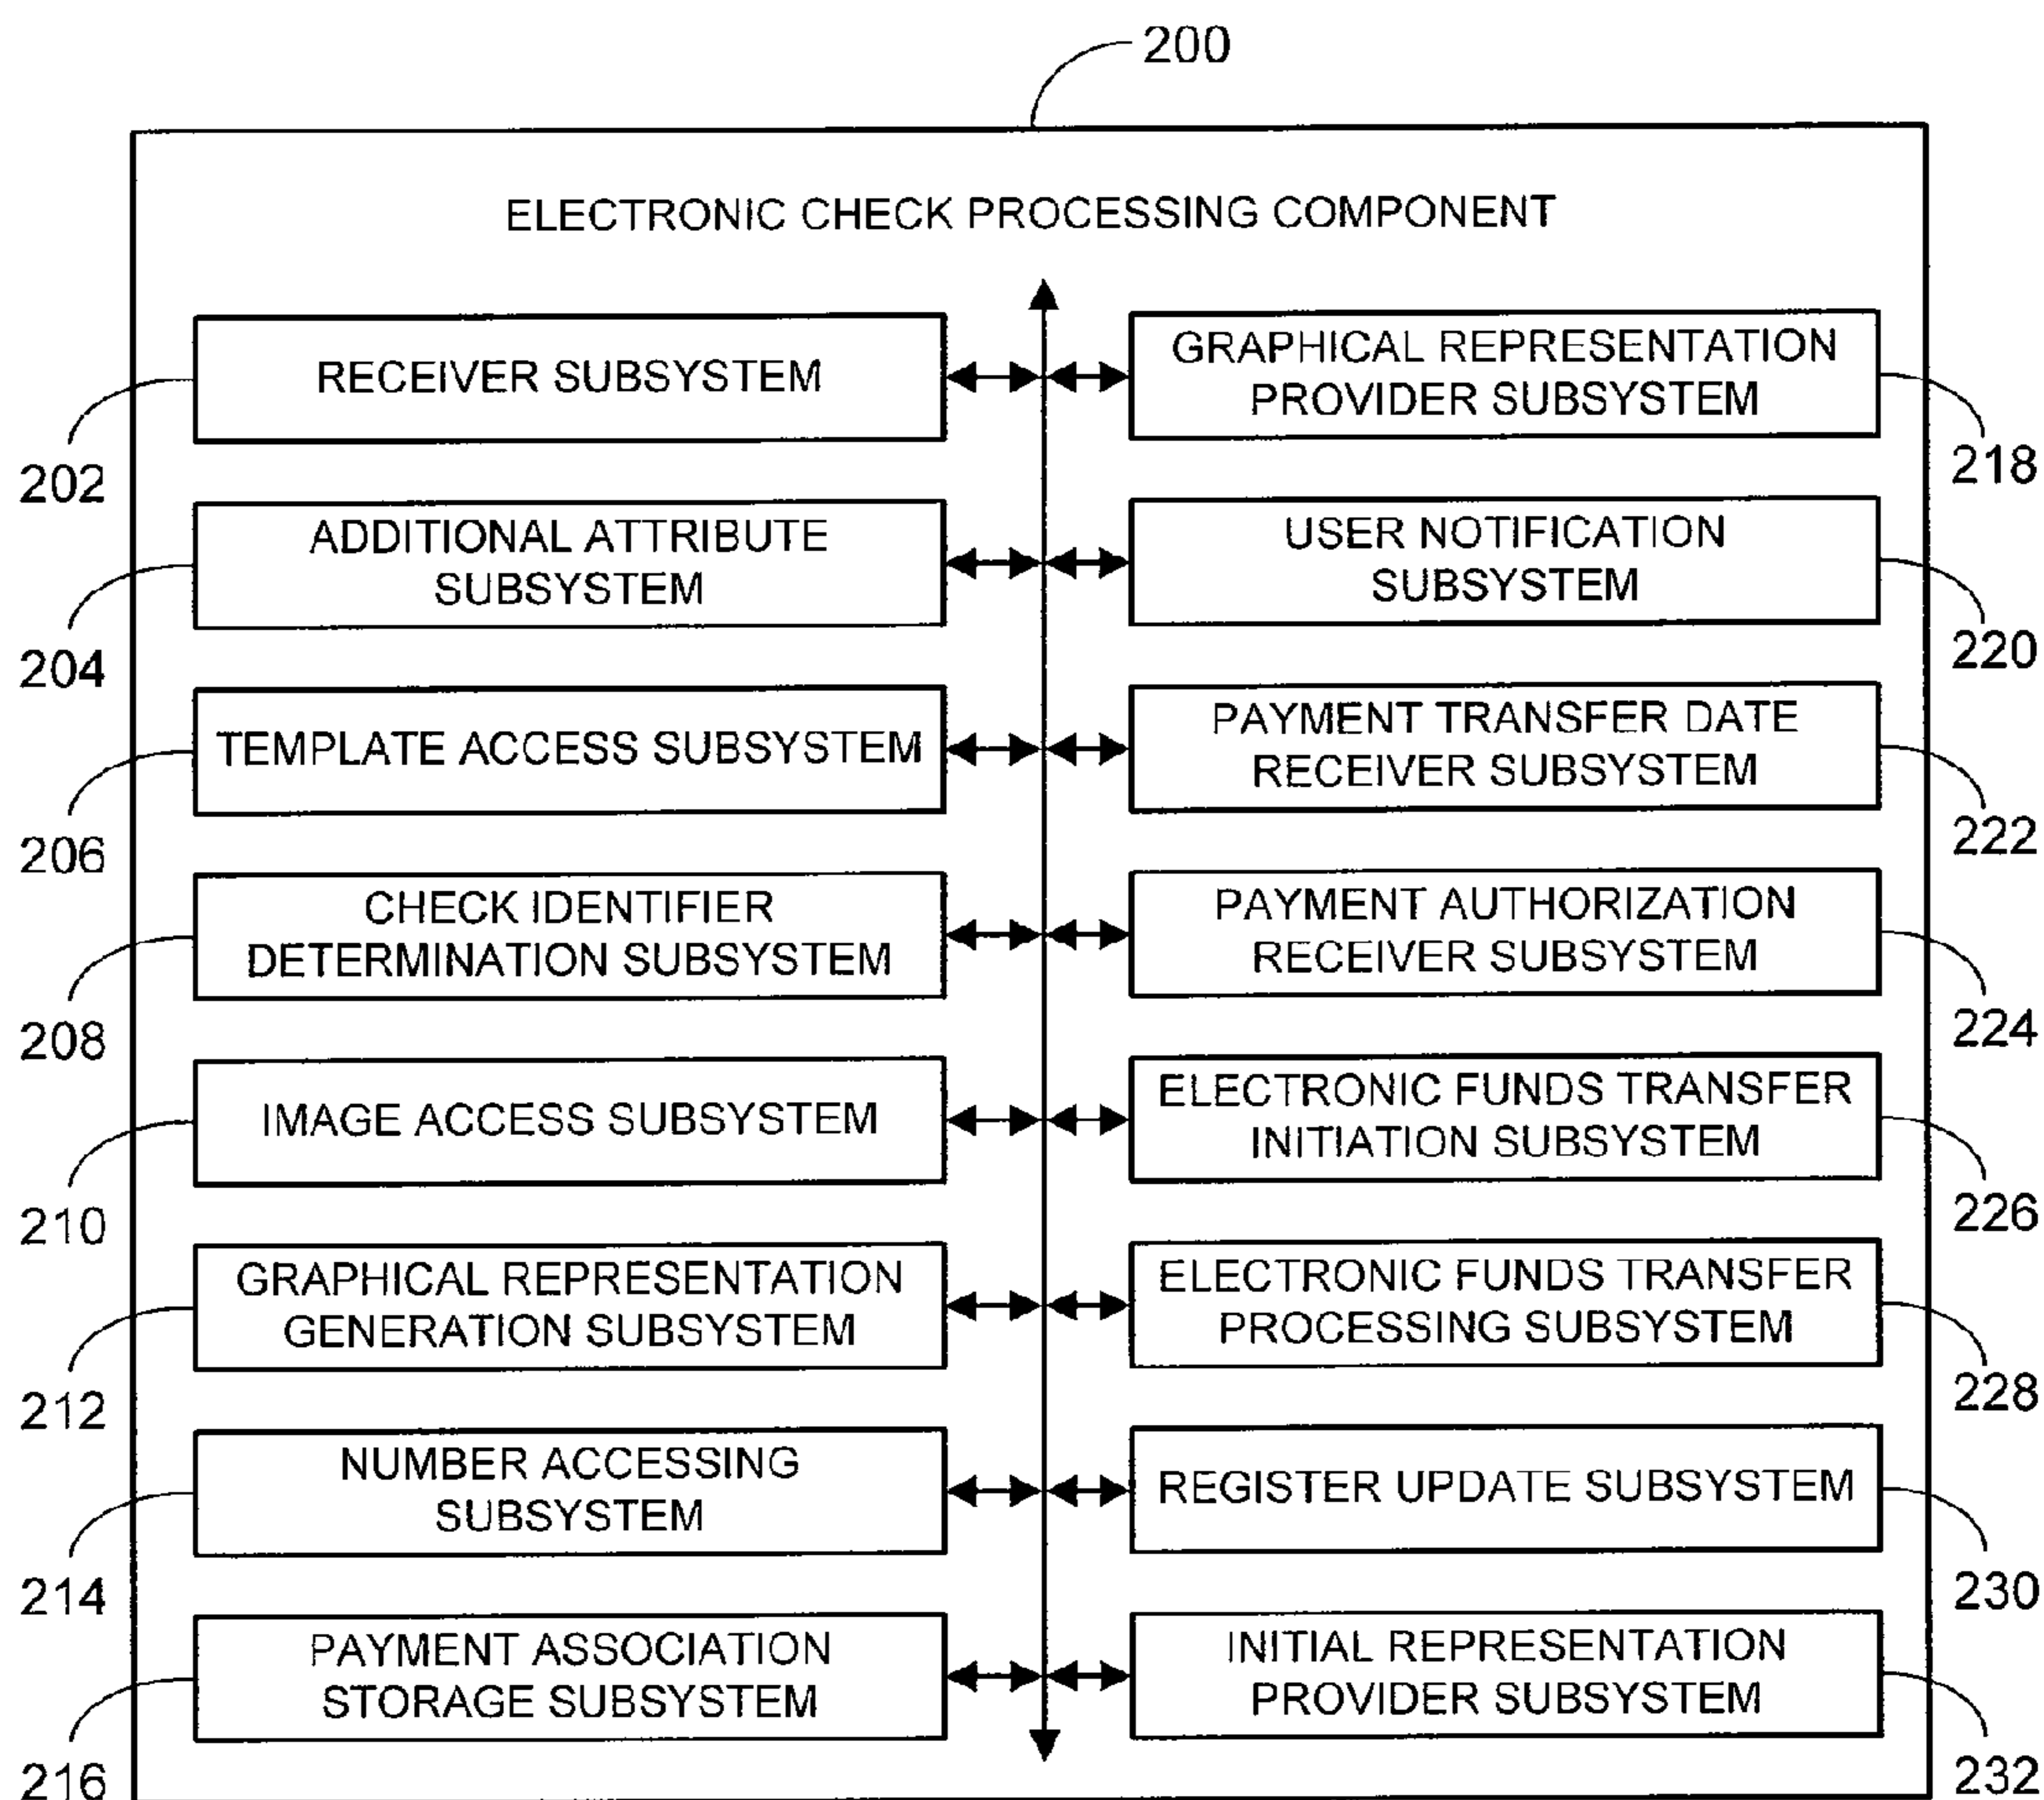 200
ELECTRONIC CHECK PROCESSING COMPONENT
RECEIVER SUBSYSTEM
202
ADDITIONAL ATTRIBUTE
SUBSYSTEM
204
TEMPLATE ACCESS SUBSYSTEM
206
CHECK IDENTIFIER
DETERMINATION SUBSYSTEM
208
IMAGE ACCESS SUBSYSTEM
210
GRAPHICAL REPRESENTATION
GENERATION SUBSYSTEM
212
NUMBER ACCESSING
SUBSYSTEM
214
PAYMENT ASSOCIATION
STORAGE SUBSYSTEM
216
GRAPHICAL REPRESENTATION
PROVIDER SUBSYSTEM
218
USER NOTIFICATION
SUBSYSTEM
220
PAYMENT TRANSFER DATE
RECEIVER SUBSYSTEM
222
PAYMENT AUTHORIZATION
RECEIVER SUBSYSTEM
224
ELECTRONIC FUNDS TRANSFER
INITIATION SUBSYSTEM
226
ELECTRONIC FUNDS TRANSFER
PROCESSING SUBSYSTEM
228
REGISTER UPDATE SUBSYSTEM
230
INITIAL REPRESENTATION
PROVIDER SUBSYSTEM
232